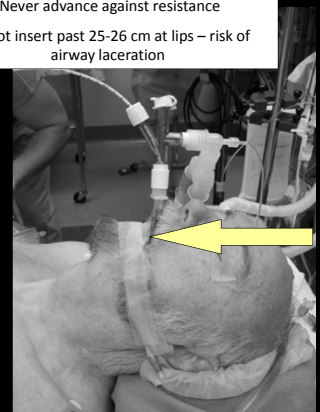 Never advance against resistance
ot insert past 25-26 cm at lips – risk of
airway laceration